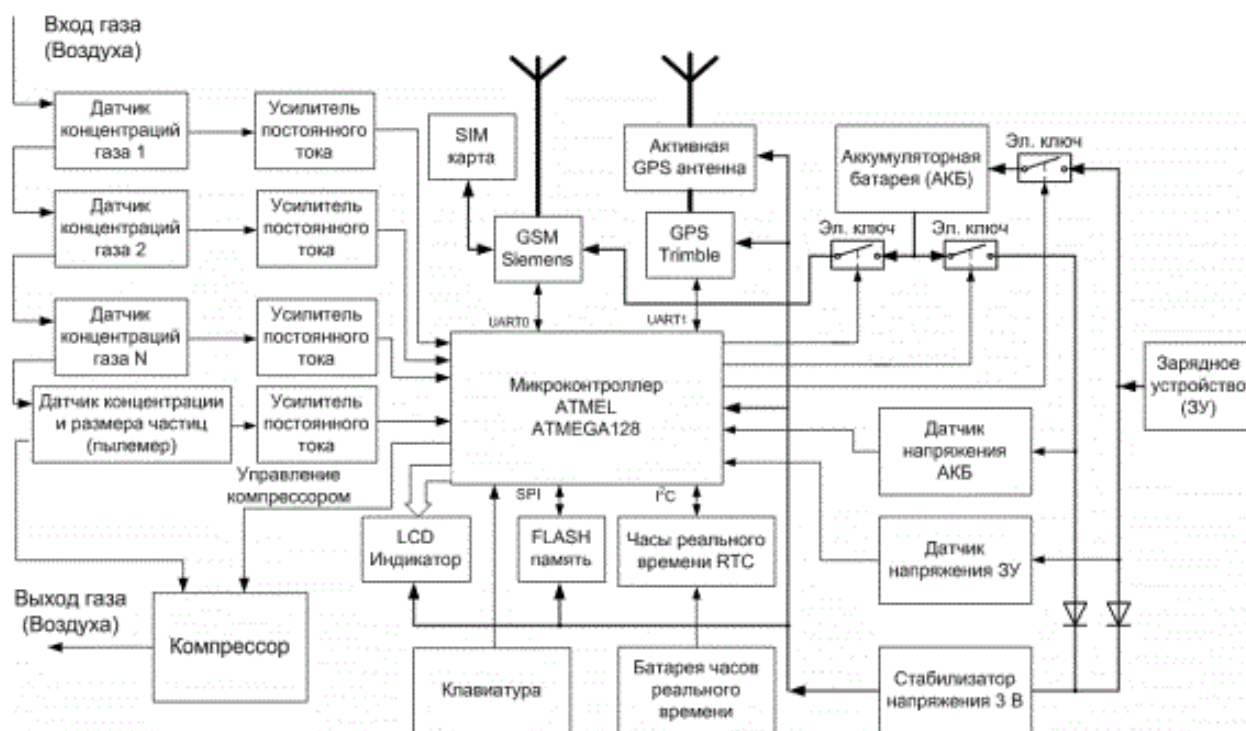 Вход газа
(Воздуха)
Датчик
концентраций
газа 1
Усилитель
постоянного
тока
SIM
карта
Активная
GPS антенна
Аккумуляторная
батарея (АКБ)
Эл. ключ
Датчик
концентраций
газа 2
Усилитель
постоянного
тока
GSM
Siemens
GPS
Trimble
Эл. ключ
Эл. ключ
UART0
UART1
Датчик
концентраций
газа N
Усилитель
постоянного
тока
Микроконтроллер
ATMEL
ATMEGA128
Зарядное
устройство
(ЗУ)
Датчик концентрации
и размера частиц
(пылемер)
Усилитель
постоянного
тока
Датчик
напряжения
АКБ
Управление
компрессором
SPI
I²C
LCD
Индикатор
FLASH
память
Часы реального
времени RTC
Датчик
напряжения ЗУ
Выход газа
(Воздуха)
Компрессор
Клавиатура
Батарея часов
реального
времени
Стабилизатор
напряжения 3 В